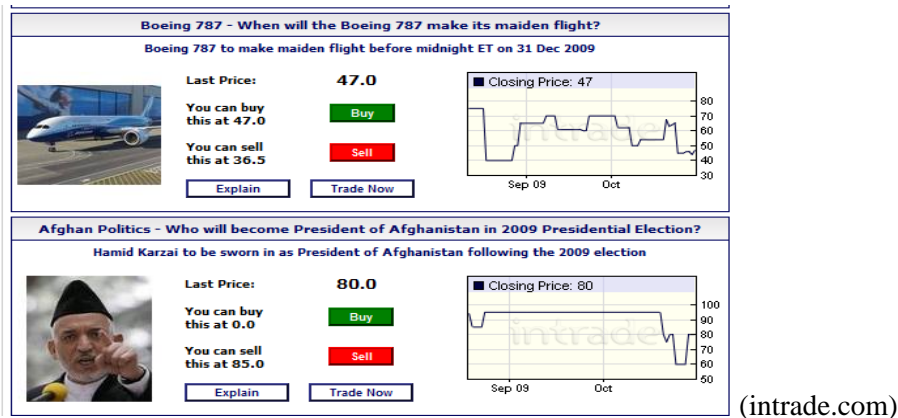 Boeing 787 - When will the Boeing 787 make its maiden flight?
Boeing 787 to make maiden flight before midnight ET on 31 Dec 2009
Last Price: 47.0
You can buy
this at 47.0
Buy
You can sell
this at 36.5
Sell
Explain
Trade Now
Closing Price: 47
intrade
80
70
60
50
40
30
Sep 09
Oct
Afghan Politics - Who will become President of Afghanistan in 2009 Presidential Election?
Hamid Karzai to be sworn in as President of Afghanistan following the 2009 election
Last Price: 80.0
You can buy
this at 0.0
Buy
You can sell
this at 85.0
Sell
Explain
Trade Now
Closing Price: 80
intrade
100
90
80
70
60
50
Sep 09
Oct
(intrade.com)